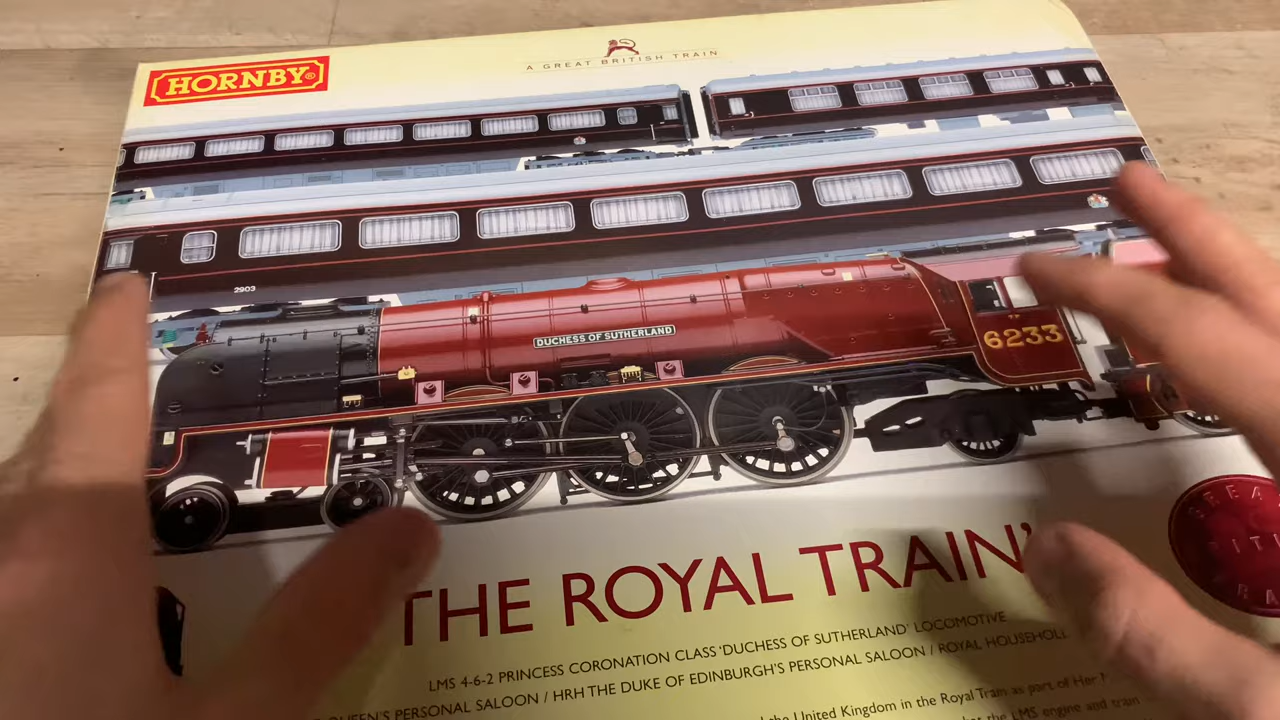 HORNBY®
A GREAT BRITISH TRAIN
2903
DUCHESS OF SUTHERLAND
6233
THE ROYAL TRAIN'
LMS 4-6-2 PRINCESS CORONATION CLASS 'DUCHESS OF SUTHERLAND' LOCOMOTIVE
QUEEN'S PERSONAL SALOON / HRH THE DUKE OF EDINBURGH'S PERSONAL SALOON / ROYAL HOUSEHOL
the United Kingdom in the Royal Train as part of Her
the LMS engine and train